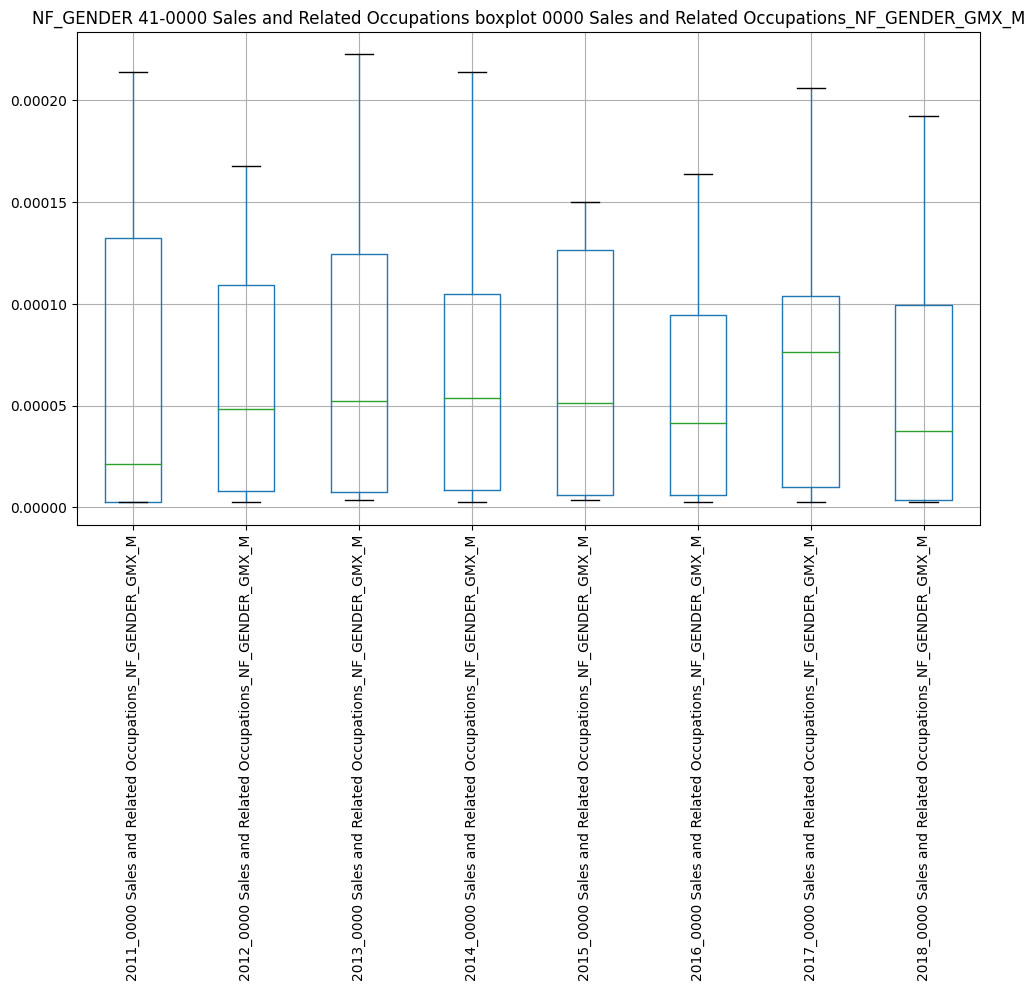 NF_GENDER 41-0000 Sales and Related Occupations boxplot 0000 Sales and Related Occupations_NF_GENDER_GMX_M
0.00020
0.00015
0.00010
0.00005
0.00000
2011_0000 Sales and Related Occupations_NF_GENDER_GMX_M
2012_0000 Sales and Related Occupations_NF_GENDER_GMX_M
2013_0000 Sales and Related Occupations_NF_GENDER_GMX_M
2014_0000 Sales and Related Occupations_NF_GENDER_GMX_M
2015_0000 Sales and Related Occupations_NF_GENDER_GMX_M
2016_0000 Sales and Related Occupations_NF_GENDER_GMX_M
2017_0000 Sales and Related Occupations_NF_GENDER_GMX_M
2018_0000 Sales and Related Occupations_NF_GENDER_GMX_M